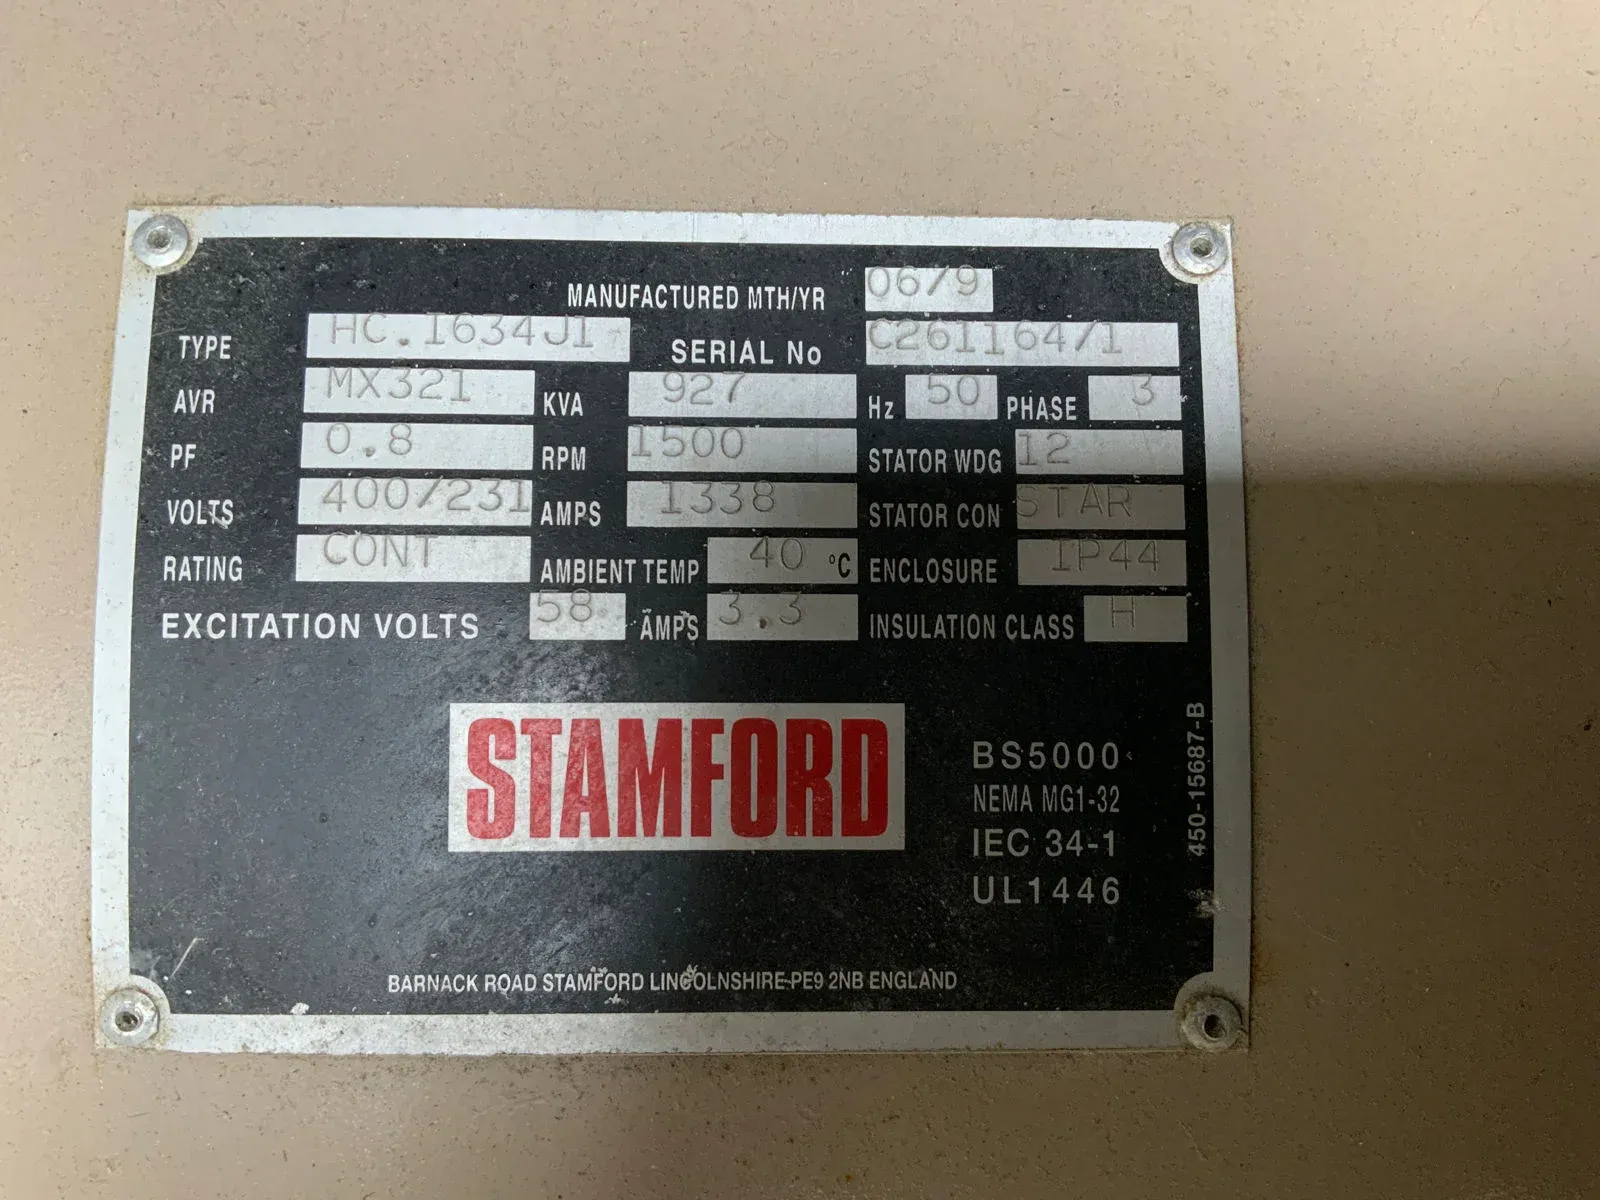 MANUFACTURED MTH/YR 06/9
TYPE HC.I634J1 SERIAL No C261164/1
AVR MX321 KVA 927 Hz 50 PHASE 3
PF 0.8 RPM 1500 STATOR WDG 12
VOLTS 400/231 AMPS 1338 STATOR CON STAR
RATING CONT AMBIENT TEMP 40 °C ENCLOSURE IP44
EXCITATION VOLTS 58 AMPS 3.3 INSULATION CLASS H
STAMFORD
BS5000
NEMA MG1-32
IEC 34-1
UL1446
450-15687-B
BARNACK ROAD STAMFORD LINCOLNSHIRE PE9 2NB ENGLAND